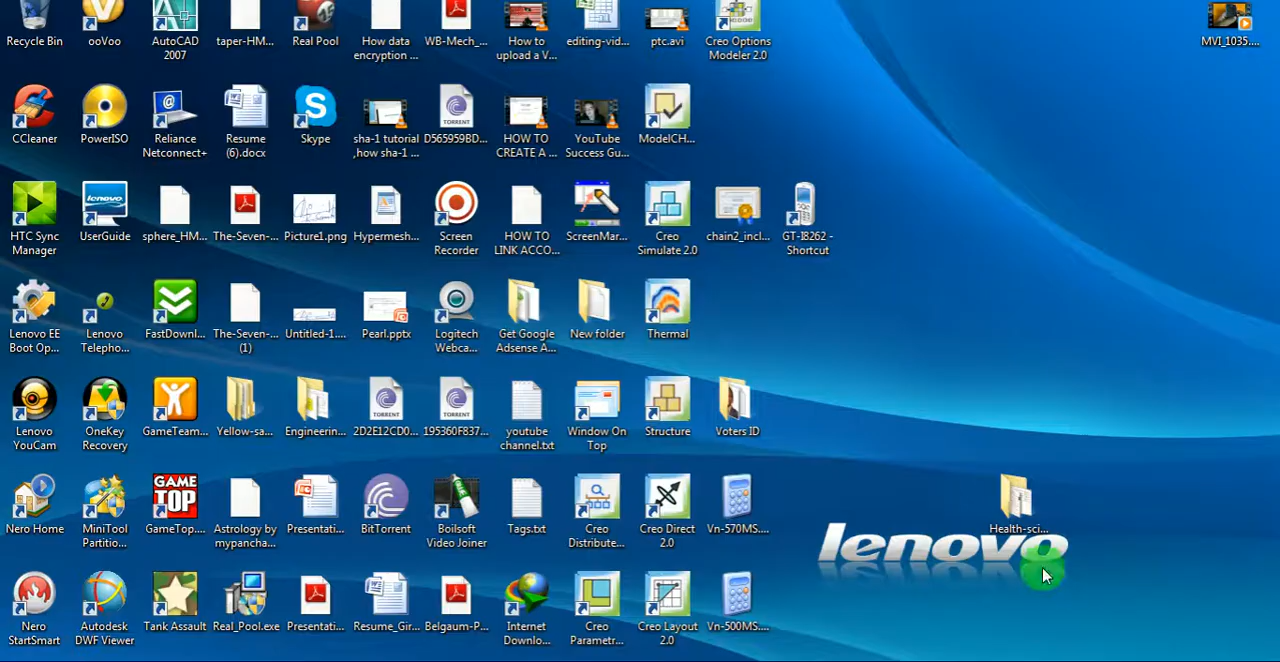 Recycle Bin
ooVoo
AutoCAD
2007
taper-HM...
Real Pool
How data
encryption ...
WB-Mech_...
How to
upload a V...
editing-vid...
ptc.avi
Creo Options
Modeler 2.0
MVI_1035....
CCleaner
PowerISO
Reliance
Netconnect+
Resume
(6).docx
Skype
sha-1 tutorial
,how sha-1 ...
TORRENT
D565959BD...
HOW TO
CREATE A ...
YouTube
Success Gu...
ModelCH...
HTC Sync
Manager
lenovo
UserGuide
sphere_HM...
The-Seven-...
Picture1.png
Hypermesh...
Screen
Recorder
HOW TO
LINK ACCO...
ScreenMar...
Creo
Simulate 2.0
chain2_incl...
GT-I8262 -
Shortcut
Lenovo EE
Boot Op...
Lenovo
Telepho...
FastDownl...
The-Seven-...
(1)
Untitled-1....
Pearl.pptx
Logitech
Webca...
Get Google
Adsense A...
New folder
Thermal
Lenovo
YouCam
OneKey
Recovery
GameTeam...
Yellow-sa...
Engineerin...
TORRENT
2D2E12CD0...
TORRENT
195360F837...
youtube
channel.txt
Window On
Top
Structure
Voters ID
Nero Home
MiniTool
Partitio...
GAME
TOP
GameTop....
Astrology by
mypancha...
Presentati...
BitTorrent
Boilsoft
Video Joiner
Tags.txt
Creo
Distribute...
Creo Direct
2.0
Vn-570MS....
Health-sci...
lenovo
Nero
StartSmart
Autodesk
DWF Viewer
Tank Assault
Real_Pool.exe
Presentati...
Resume_Gir...
Belgaum-P...
Internet
Downlo...
Creo
Parametr...
Creo Layout
2.0
Vn-500MS....